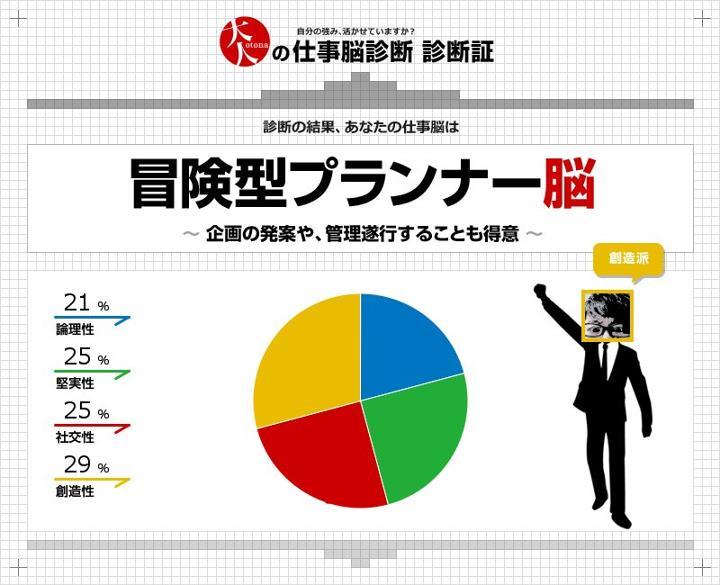 自分の強み、活かせていますか?
大人 otona の仕事脳診断 診断証
診断の結果、あなたの仕事脳は
冒険型プランナー脳
～ 企画の発案や、管理遂行することも得意 ～
創造派
21 %
論理性
25 %
堅実性
25 %
社交性
29 %
創造性